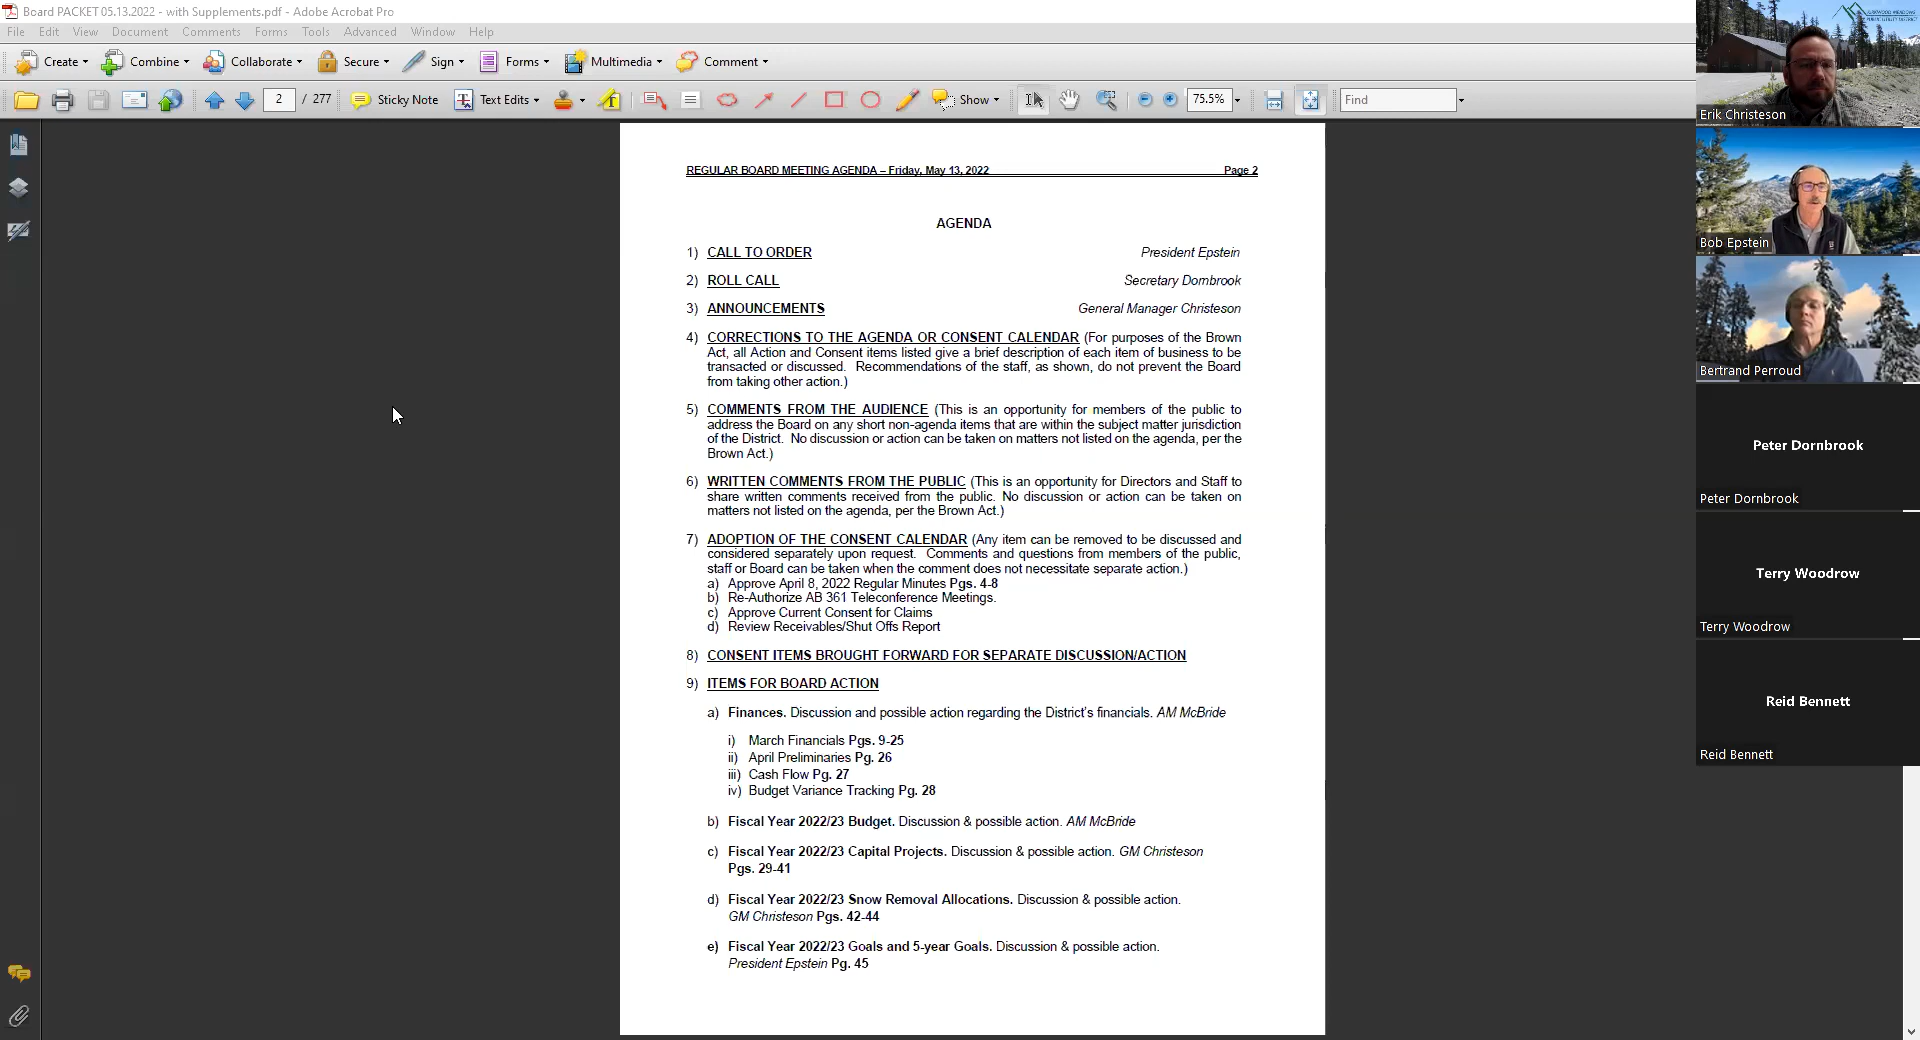 Board PACKET 05.13.2022 - with Supplements.pdf - Adobe Acrobat Pro
File Edit View Document Comments Forms Tools Advanced Window Help
Create Combine Collaborate Secure Sign Forms Multimedia Comment
2 / 277 Sticky Note Text Edits Show 75.5% Find
REGULAR BOARD MEETING AGENDA – Friday, May 13, 2022 Page 2
AGENDA
1) CALL TO ORDER President Epstein
2) ROLL CALL Secretary Dornbrook
3) ANNOUNCEMENTS General Manager Christeson
4) CORRECTIONS TO THE AGENDA OR CONSENT CALENDAR (For purposes of the Brown
Act, all Action and Consent items listed give a brief description of each item of business to be
transacted or discussed. Recommendations of the staff, as shown, do not prevent the Board
from taking other action.)
5) COMMENTS FROM THE AUDIENCE (This is an opportunity for members of the public to
address the Board on any short non-agenda items that are within the subject matter jurisdiction
of the District. No discussion or action can be taken on matters not listed on the agenda, per the
Brown Act.)
6) WRITTEN COMMENTS FROM THE PUBLIC (This is an opportunity for Directors and Staff to
share written comments received from the public. No discussion or action can be taken on
matters not listed on the agenda, per the Brown Act.)
7) ADOPTION OF THE CONSENT CALENDAR (Any item can be removed to be discussed and
considered separately upon request. Comments and questions from members of the public,
staff or Board can be taken when the comment does not necessitate separate action.)
a) Approve April 8, 2022 Regular Minutes Pgs. 4-8
b) Re-Authorize AB 361 Teleconference Meetings.
c) Approve Current Consent for Claims
d) Review Receivables/Shut Offs Report
8) CONSENT ITEMS BROUGHT FORWARD FOR SEPARATE DISCUSSION/ACTION
9) ITEMS FOR BOARD ACTION
a) Finances. Discussion and possible action regarding the District's financials. AM McBride
i) March Financials Pgs. 9-25
ii) April Preliminaries Pg. 26
iii) Cash Flow Pg. 27
iv) Budget Variance Tracking Pg. 28
b) Fiscal Year 2022/23 Budget. Discussion & possible action. AM McBride
c) Fiscal Year 2022/23 Capital Projects. Discussion & possible action. GM Christeson
Pgs. 29-41
d) Fiscal Year 2022/23 Snow Removal Allocations. Discussion & possible action.
GM Christeson Pgs. 42-44
e) Fiscal Year 2022/23 Goals and 5-year Goals. Discussion & possible action.
President Epstein Pg. 45
KIRKWOOD MEADOWS
PUBLIC UTILITY DISTRICT
Erik Christeson
Bob Epstein
Bertrand Perroud
Peter Dornbrook
Peter Dornbrook
Terry Woodrow
Terry Woodrow
Reid Bennett
Reid Bennett